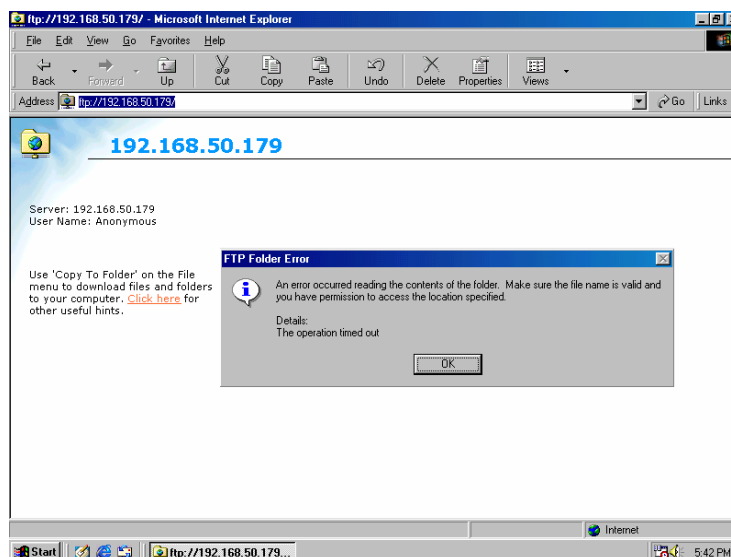 ftp://192.168.50.179/ - Microsoft Internet Explorer
File Edit View Go Favorites Help
Back Forward Up Cut Copy Paste Undo Delete Properties Views
Address ftp://192.168.50.179/ Go Links
192.168.50.179
Server: 192.168.50.179
User Name: Anonymous
Use 'Copy To Folder' on the File
menu to download files and folders
to your computer. Click here for
other useful hints.
FTP Folder Error
An error occurred reading the contents of the folder. Make sure the file name is valid and
you have permission to access the location specified.
Details:
The operation timed out
OK
Internet
Start ftp://192.168.50.179... 5:42 PM